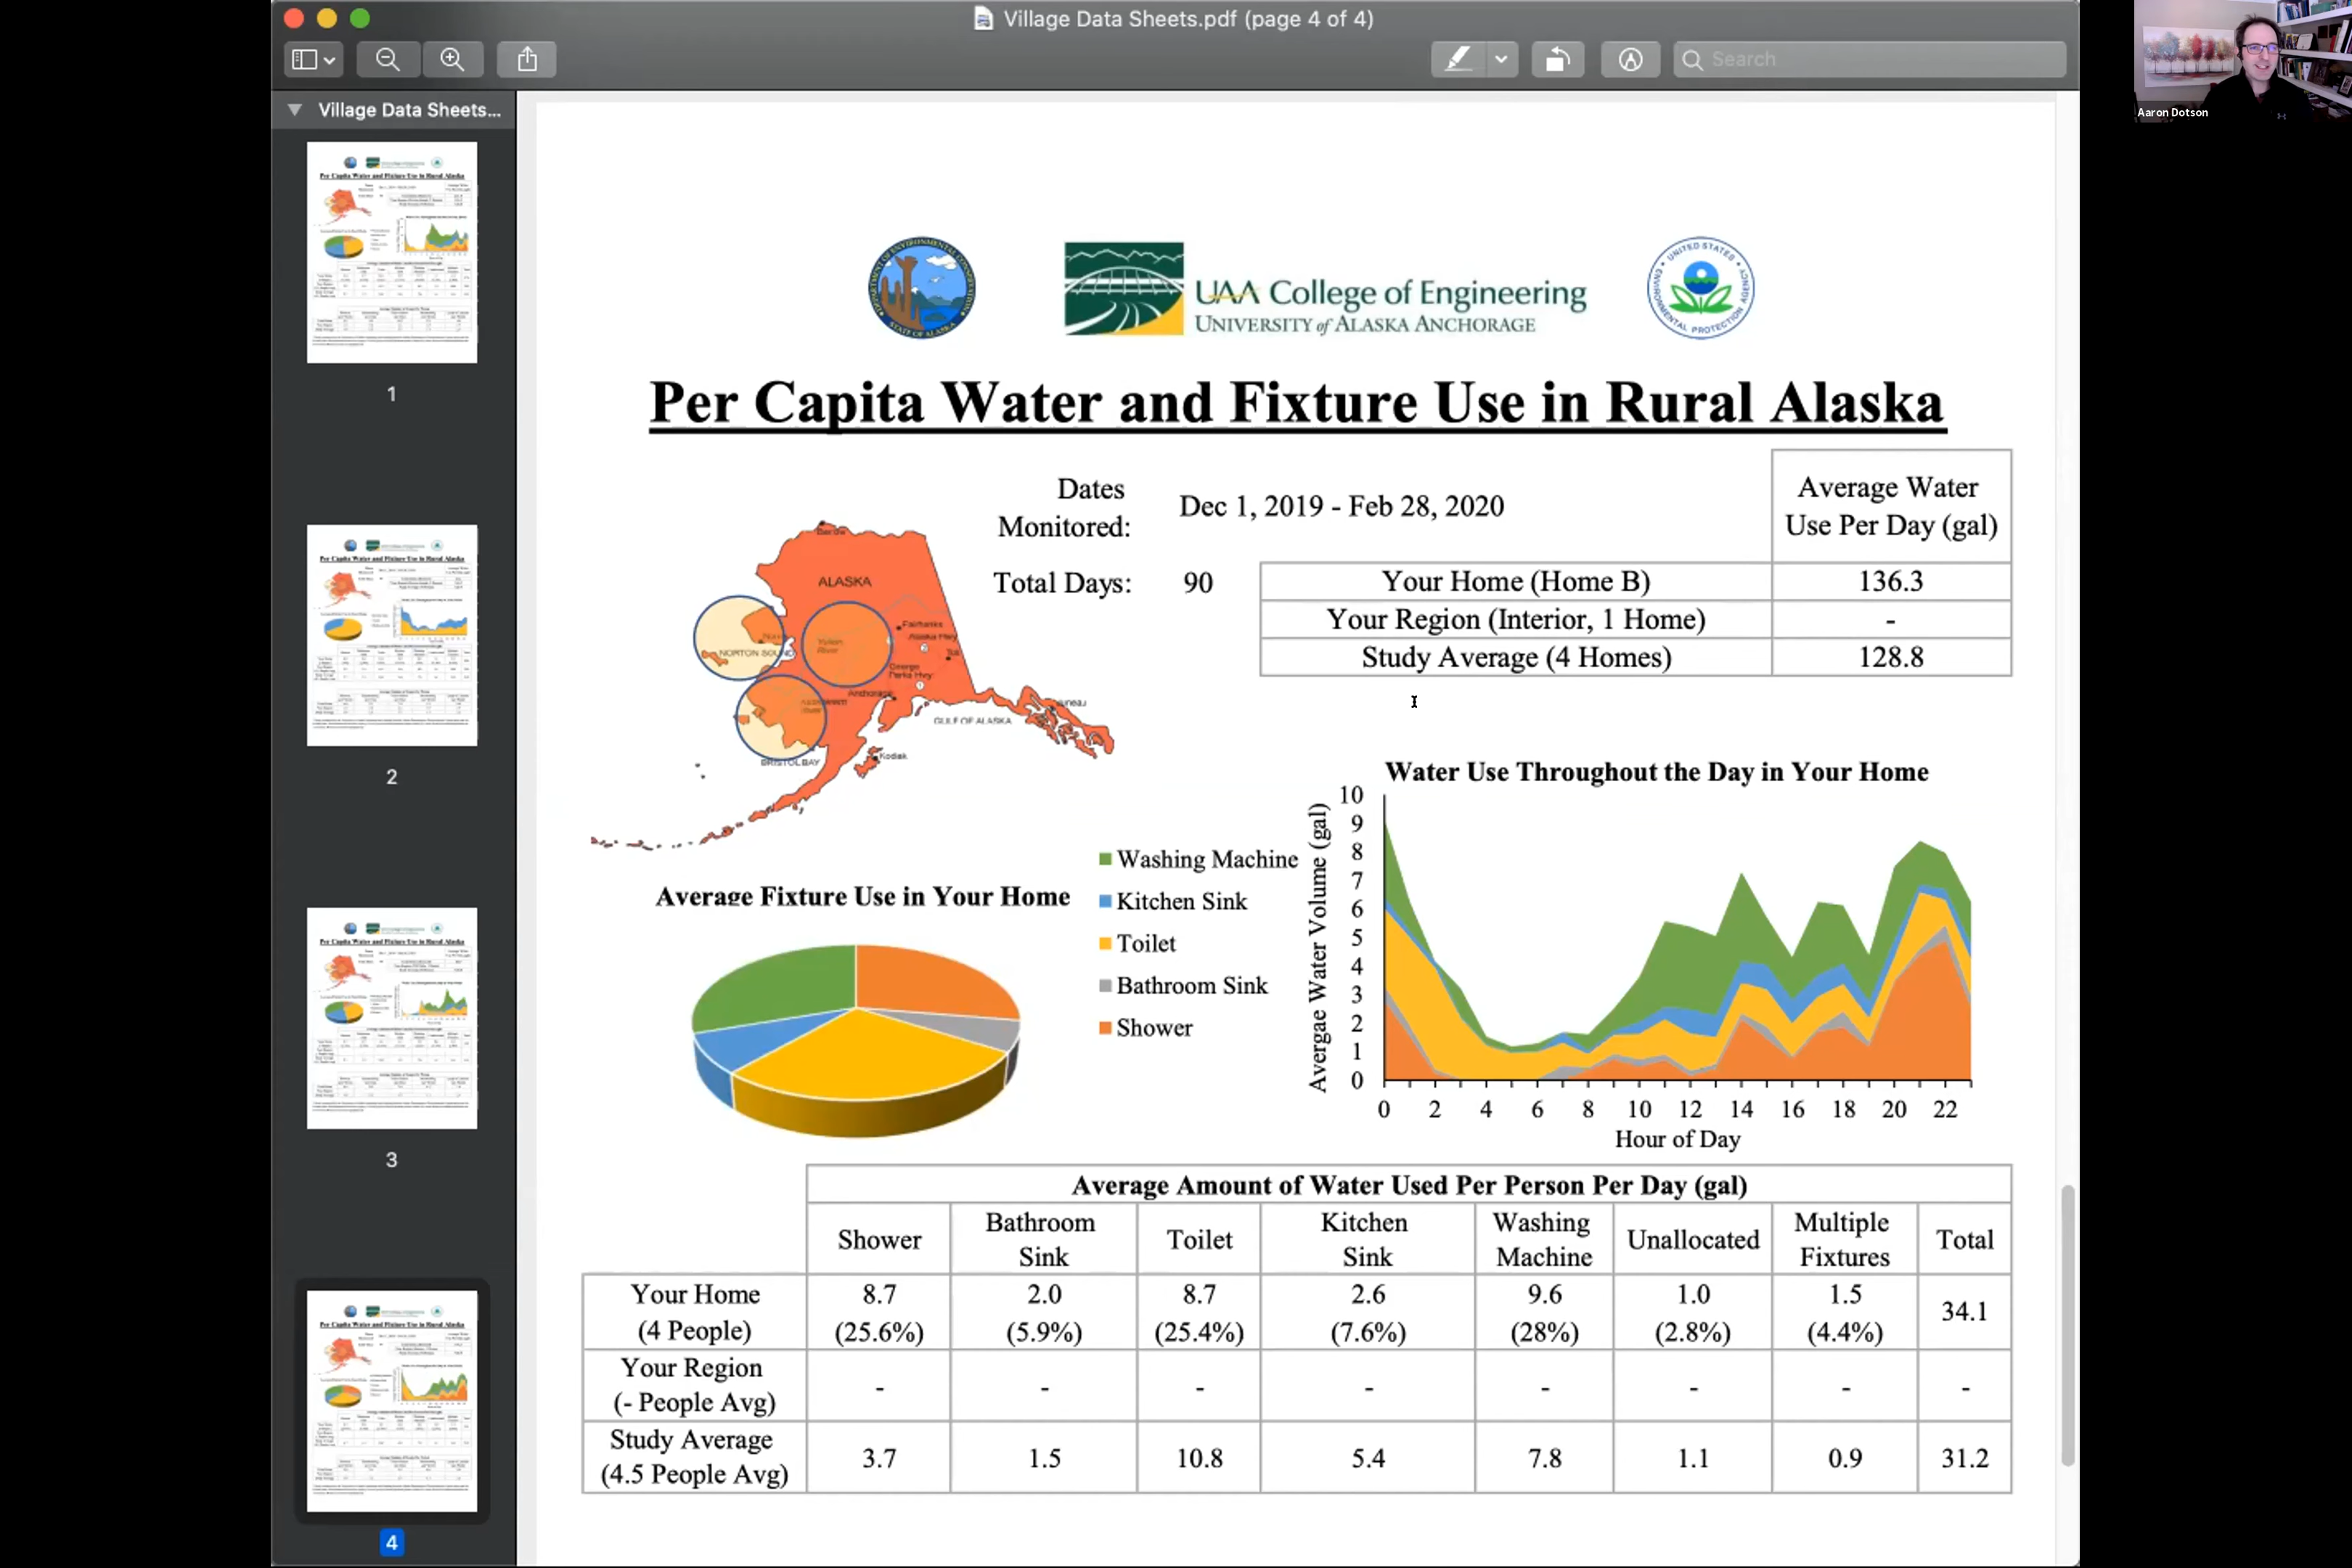 Village Data Sheets.pdf (page 4 of 4)
Search
Aaron Dotson
Village Data Sheets...
1
2
3
4
UAA College of Engineering
UNIVERSITY of ALASKA ANCHORAGE
UNITED STATES
ENVIRONMENTAL PROTECTION AGENCY
Per Capita Water and Fixture Use in Rural Alaska
Dates
Monitored:
Dec 1, 2019 - Feb 28, 2020
Total Days: 90
Average Water
Use Per Day (gal)
Your Home (Home B) 136.3
Your Region (Interior, 1 Home) -
Study Average (4 Homes) 128.8
ALASKA
Fairbanks
Alaska Hwy
Yukon
River
NORTON SOUND
George
Parks Hwy
Anchorage
GULF OF ALASKA
Kodiak
BRISTOL BAY
Average Fixture Use in Your Home
Washing Machine
Kitchen Sink
Toilet
Bathroom Sink
Shower
Water Use Throughout the Day in Your Home
Avergae Water Volume (gal)
10
9
8
7
6
5
4
3
2
1
0
0 2 4 6 8 10 12 14 16 18 20 22
Hour of Day
Average Amount of Water Used Per Person Per Day (gal)
Shower Bathroom Sink Toilet Kitchen Sink Washing Machine Unallocated Multiple Fixtures Total
Your Home 8.7 2.0 8.7 2.6 9.6 1.0 1.5 34.1
(4 People) (25.6%) (5.9%) (25.4%) (7.6%) (28%) (2.8%) (4.4%)
Your Region
(- People Avg) - - - - - - - -
Study Average
(4.5 People Avg) 3.7 1.5 10.8 5.4 7.8 1.1 0.9 31.2